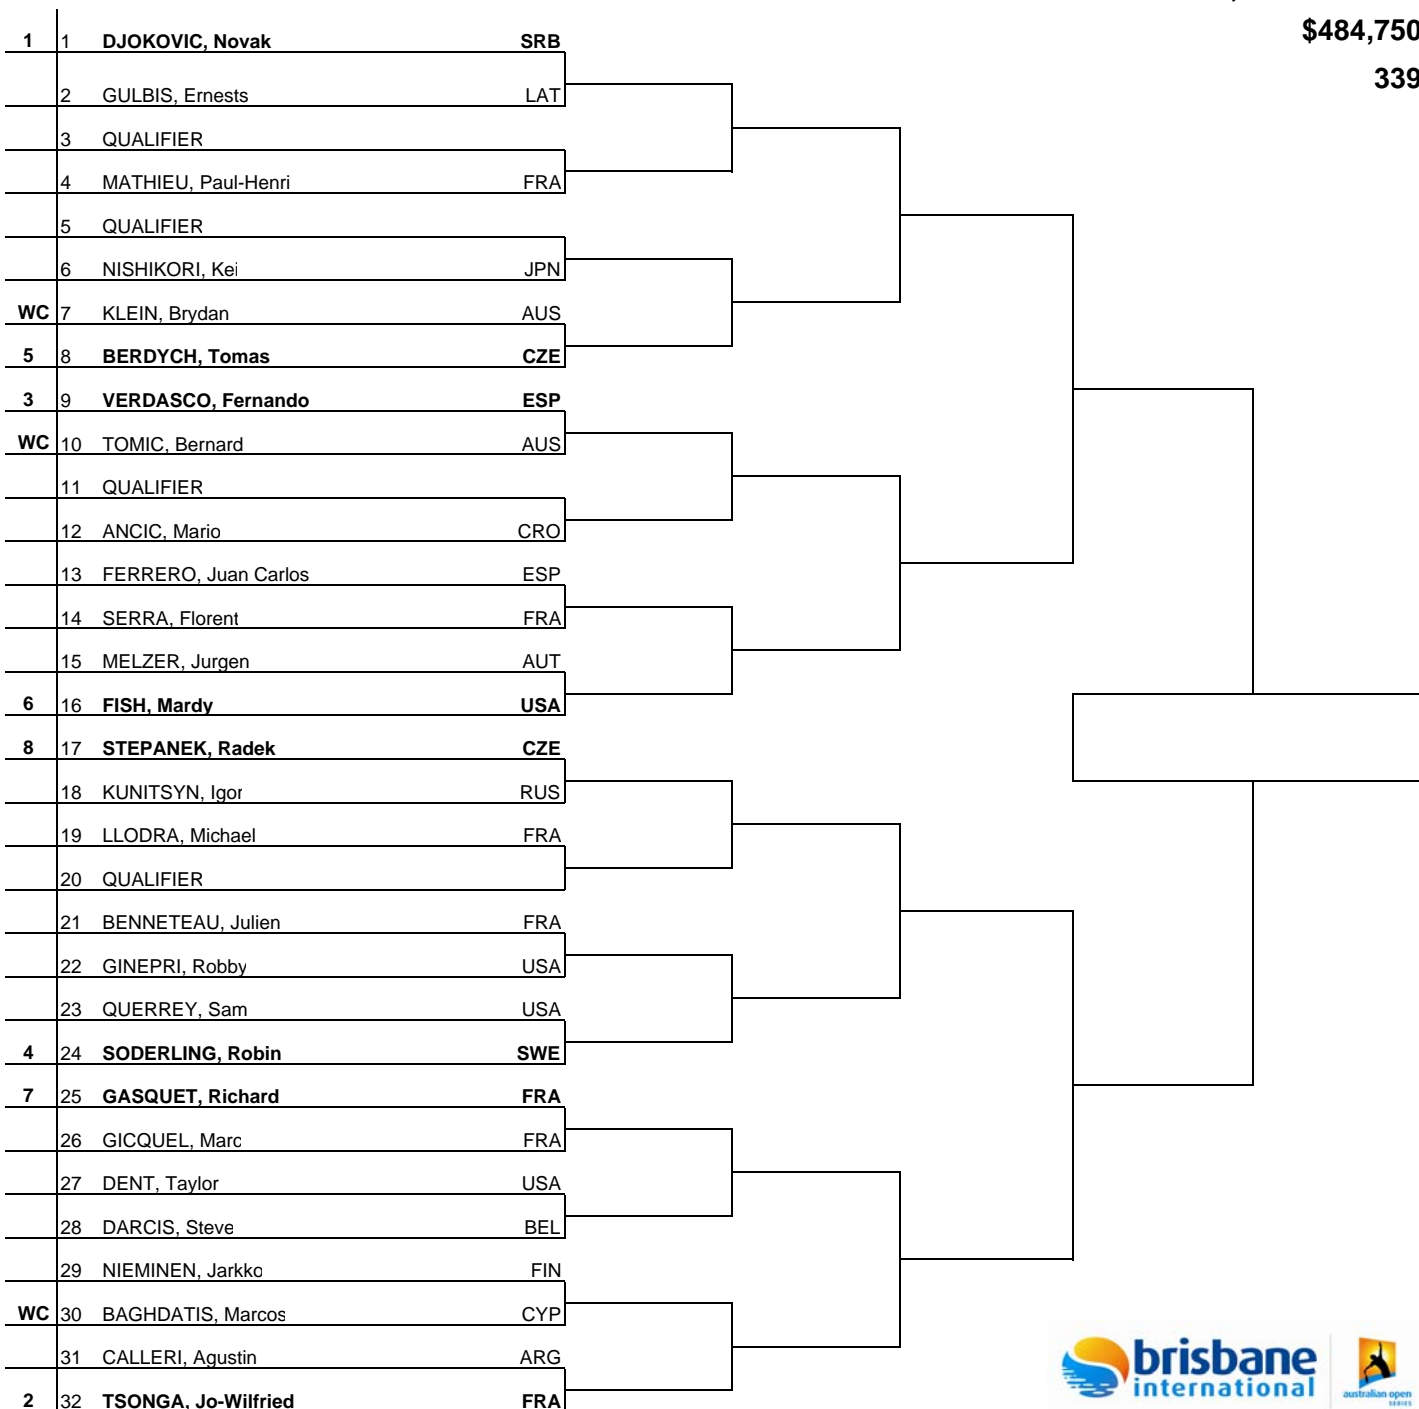 $484,750
339
1 1 DJOKOVIC, Novak SRB
2 GULBIS, Ernests LAT
3 QUALIFIER
4 MATHIEU, Paul-Henri FRA
5 QUALIFIER
6 NISHIKORI, Kei JPN
WC 7 KLEIN, Brydan AUS
5 8 BERDYCH, Tomas CZE
3 9 VERDASCO, Fernando ESP
WC 10 TOMIC, Bernard AUS
11 QUALIFIER
12 ANCIC, Mario CRO
13 FERRERO, Juan Carlos ESP
14 SERRA, Florent FRA
15 MELZER, Jurgen AUT
6 16 FISH, Mardy USA
8 17 STEPANEK, Radek CZE
18 KUNITSYN, Igor RUS
19 LLODRA, Michael FRA
20 QUALIFIER
21 BENNETEAU, Julien FRA
22 GINEPRI, Robby USA
23 QUERREY, Sam USA
4 24 SODERLING, Robin SWE
7 25 GASQUET, Richard FRA
26 GICQUEL, Marc FRA
27 DENT, Taylor USA
28 DARCIS, Steve BEL
29 NIEMINEN, Jarkko FIN
WC 30 BAGHDATIS, Marcos CYP
31 CALLERI, Agustin ARG
2 32 TSONGA, Jo-Wilfried FRA
brisbane
international
australian open
SERIES